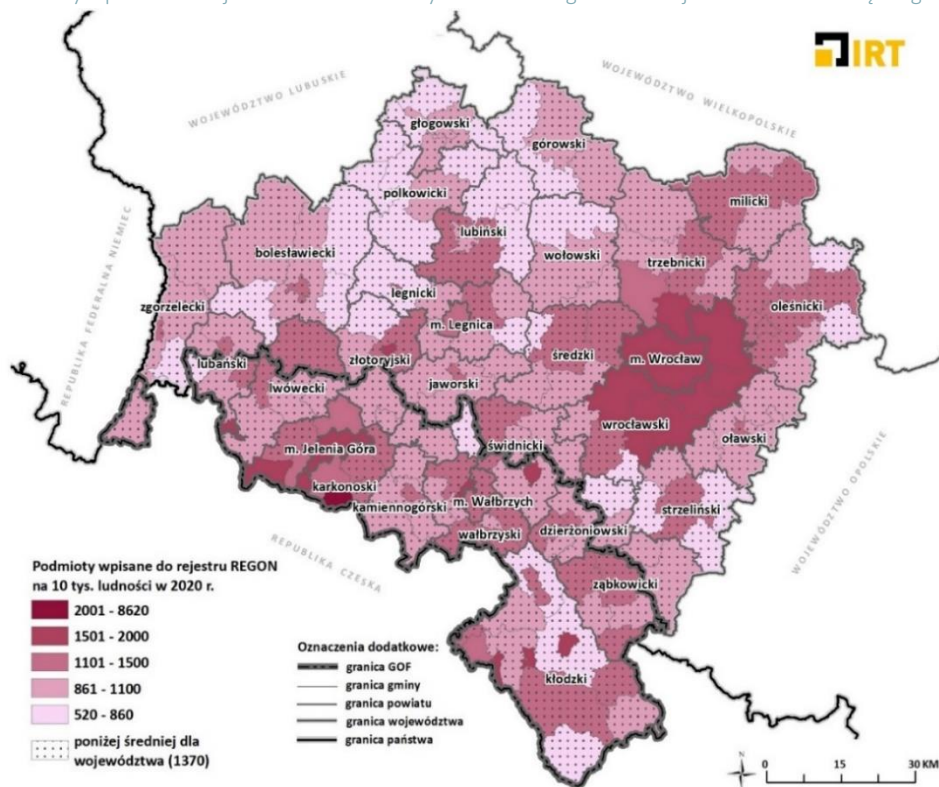 IRT
WOJEWÓDZTWO LUBUSKIE
WOJEWÓDZTWO WIELKOPOLSKIE
głogowski
górowski
polkowicki
milicki
lubiński
bolesławiecki
wołowski
trzebnicki
REPUBLIKA FEDERALNA NIEMIEC
zgorzelecki
legnicki
oleśnicki
m. Legnica
średzki
m. Wrocław
lubański
złotoryjski
lwówecki
jaworski
wrocławski
oławski
m. Jelenia Góra
świdnicki
karkonoski
kamiennogórski
m. Wałbrzych
strzeliński
wałbrzyski
dzierżoniowski
WOJEWÓDZTWO OPOLSKIE
REPUBLIKA CZESKA
ząbkowicki
kłodzki
Podmioty wpisane do rejestru REGON
na 10 tys. ludności w 2020 r.
2001 - 8620
1501 - 2000
1101 - 1500
861 - 1100
520 - 860
poniżej średniej dla
województwa (1370)
Oznaczenia dodatkowe:
granica GOF
granica gminy
granica powiatu
granica województwa
granica państwa
N
0 15 30 KM